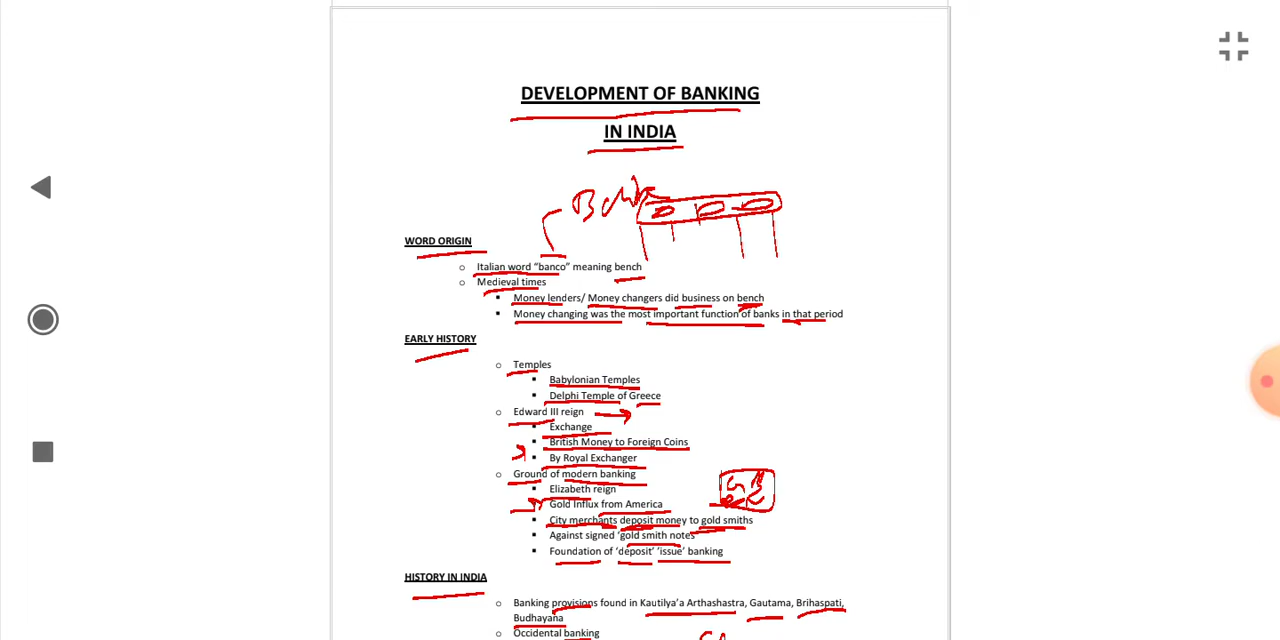 DEVELOPMENT OF BANKING
IN INDIA
WORD ORIGIN
Italian word "banco" meaning bench
Medieval times
Money lenders/ Money changers did business on bench
Money changing was the most important function of banks in that period
EARLY HISTORY
Temples
Babylonian Temples
Delphi Temple of Greece
Edward III reign
Exchange
British Money to Foreign Coins
By Royal Exchanger
Ground of modern banking
Elizabeth reign
Gold Influx from America
City merchants deposit money to gold smiths
Against signed 'gold smith notes'
Foundation of 'deposit' 'issue' banking
HISTORY IN INDIA
Banking provisions found in Kautilya'a Arthashastra, Gautama, Brihaspati,
Budhayana
Occidental banking